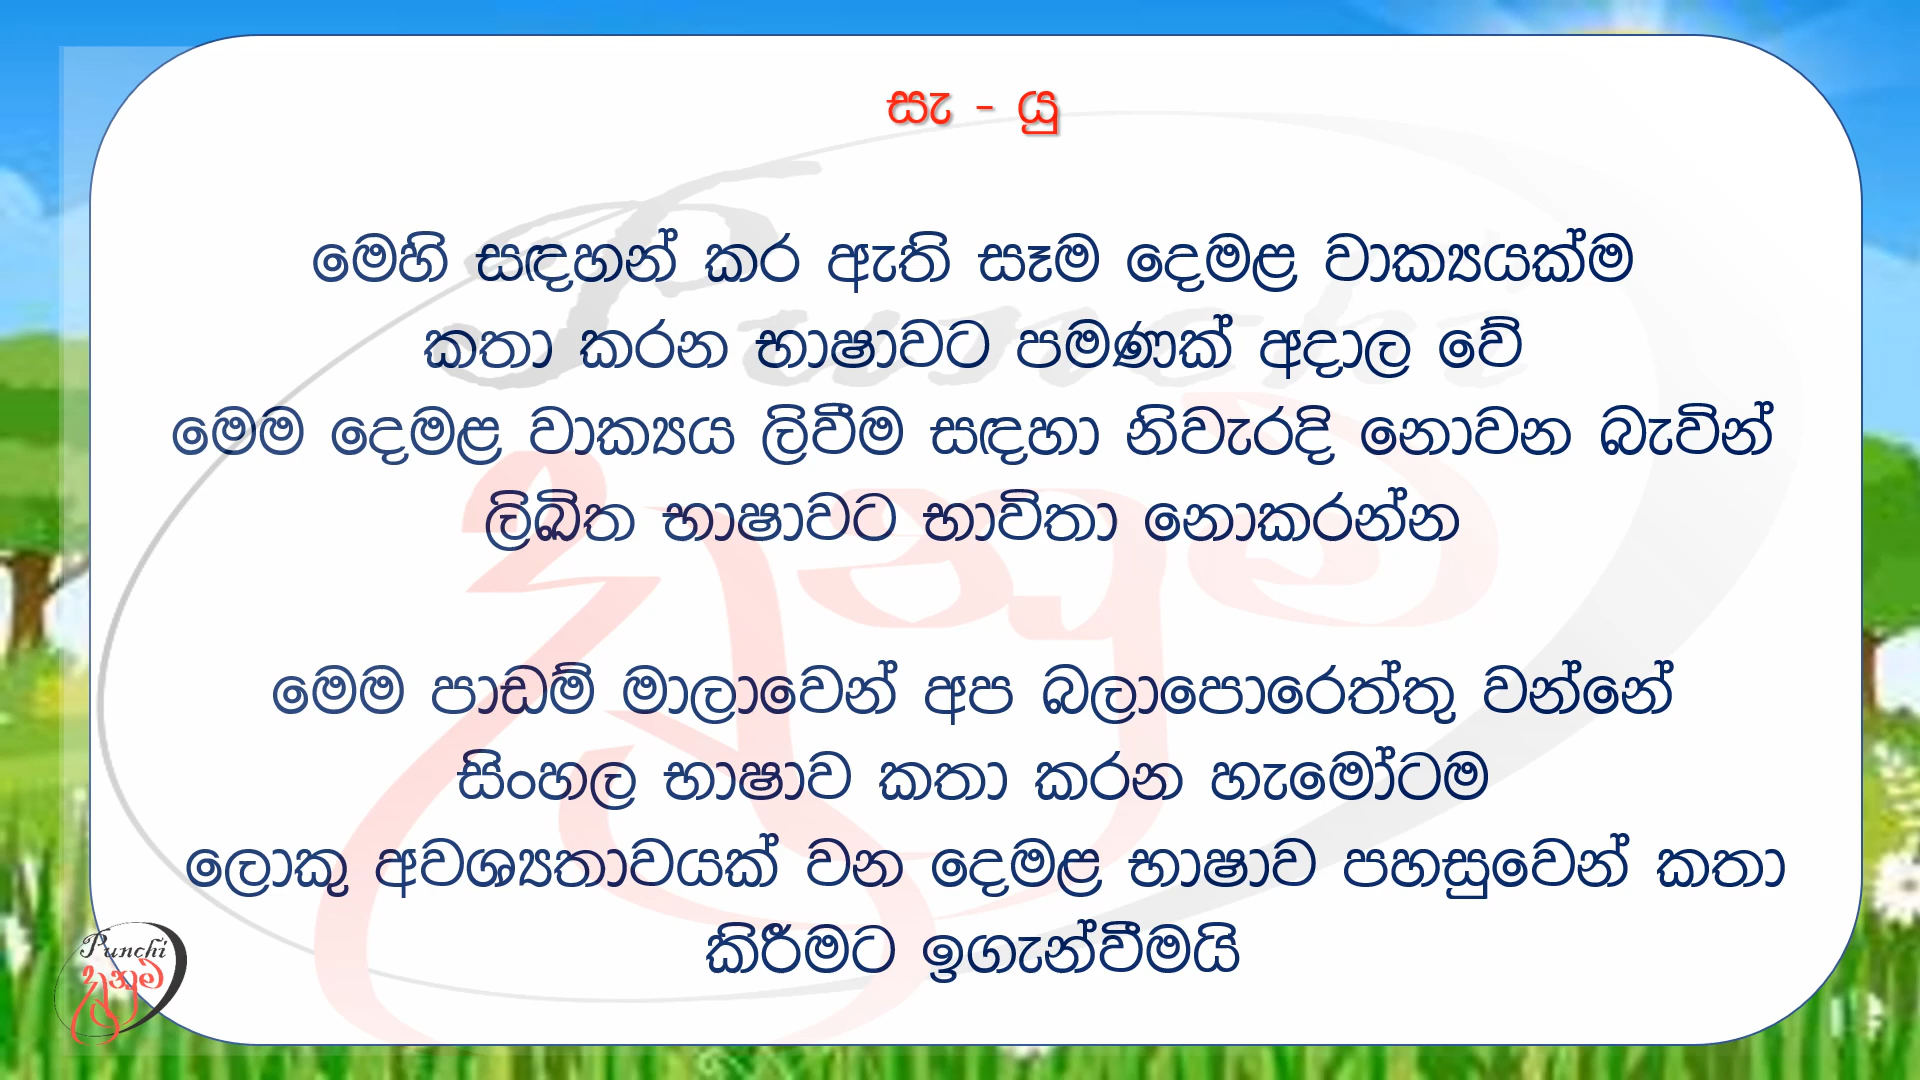 සැ - යු
මෙහි සඳහන් කර ඇති සෑම දෙමළ වාක්‍යයක්ම
කතා කරන භාෂාවට පමණක් අදාල වේ
මෙම දෙමළ වාක්‍යය ලිවීම සඳහා නිවැරදි නොවන බැවින්
ලිඛිත භාෂාවට භාවිතා නොකරන්න
මෙම පාඩම් මාලාවෙන් අප බලාපොරෙත්තු වන්නේ
සිංහල භාෂාව කතා කරන හැමෝටම
ලොකු අවශ්‍යතාවයක් වන දෙමළ භාෂාව පහසුවෙන් කතා
කිරීමට ඉගැන්වීමයි
Punchi
දැනුම